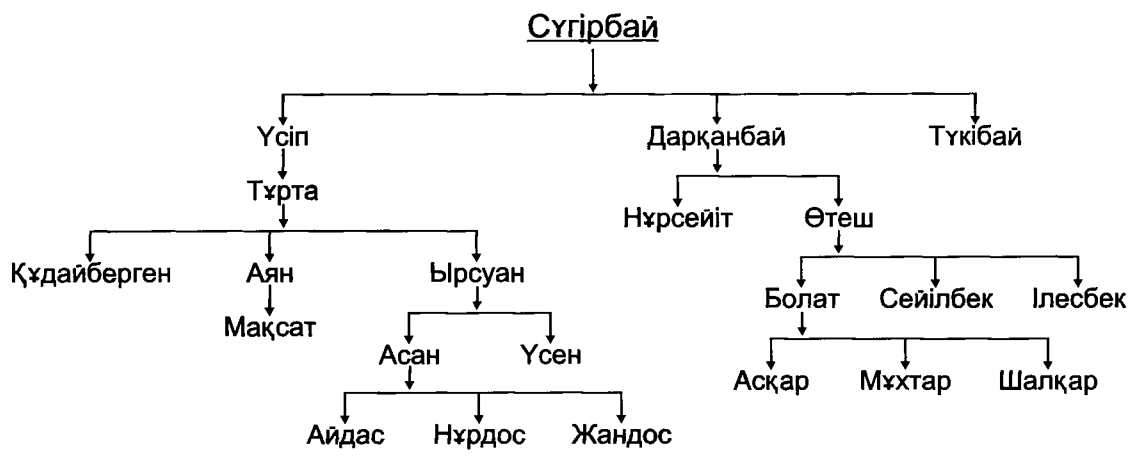 Сүгірбай
Үсіп Дарқанбай Түкібай
Тұрта
Нұрсейіт Өтеш
Құдайберген Аян Ырсуан
Болат Сейілбек Ілесбек
Мақсат
Асан Үсен
Асқар Мұхтар Шалқар
Айдас Нұрдос Жандос